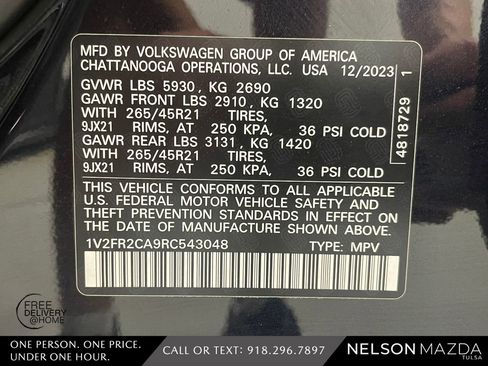 MFD BY VOLKSWAGEN GROUP OF AMERICA
CHATTANOOGA OPERATIONS, LLC. USA 12/2023
GVWR LBS 5930, KG 2690
GAWR FRONT LBS 2910, KG 1320
WITH 265/45R21 TIRES,
9JX21 RIMS, AT 250 KPA, 36 PSI COLD
GAWR REAR LBS 3131, KG 1420
WITH 265/45R21 TIRES,
9JX21 RIMS, AT 250 KPA, 36 PSI COLD
THIS VEHICLE CONFORMS TO ALL APPLICABLE
U.S. FEDERAL MOTOR VEHICLE SAFETY AND
THEFT PREVENTION STANDARDS IN EFFECT ON
THE DATE OF MANUFACTURE SHOWN ABOVE.
1V2FR2CA9RC543048 TYPE: MPV
4818729 1
FREE
DELIVERY
@HOME
ONE PERSON. ONE PRICE.
UNDER ONE HOUR.
CALL OR TEXT: 918.296.7897
NELSON MAZDA
TULSA